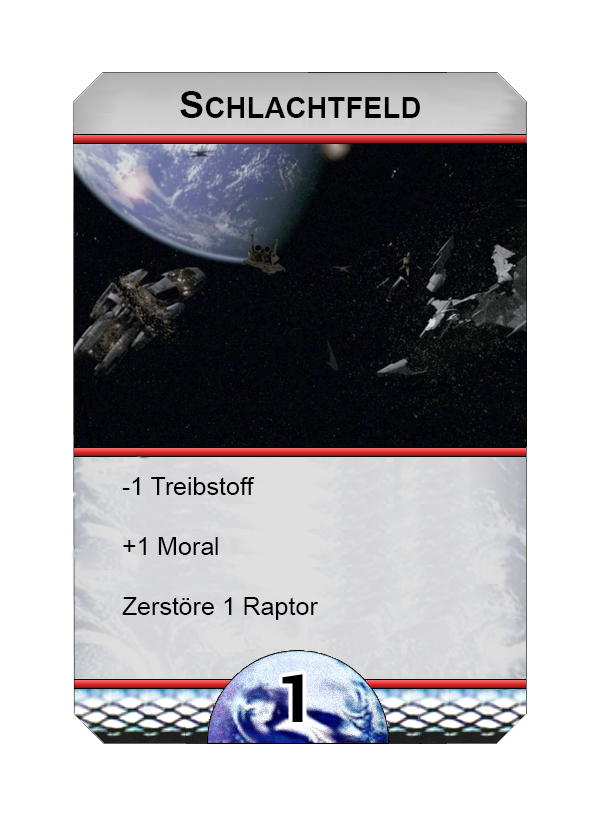 Schlachtfeld
-1 Treibstoff
+1 Moral
Zerstöre 1 Raptor
1